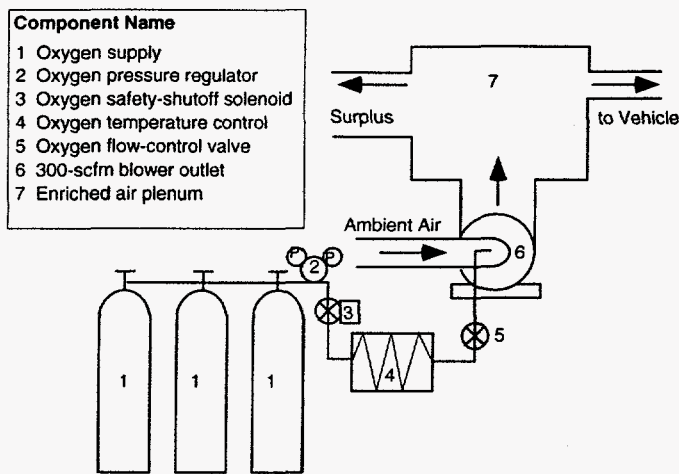 Component Name
1 Oxygen supply
2 Oxygen pressure regulator
3 Oxygen safety-shutoff solenoid
4 Oxygen temperature control
5 Oxygen flow-control valve
6 300-scfm blower outlet
7 Enriched air plenum
7
Surplus
to Vehicle
Ambient Air
6
P
P
2
3
5
4
1
1
1